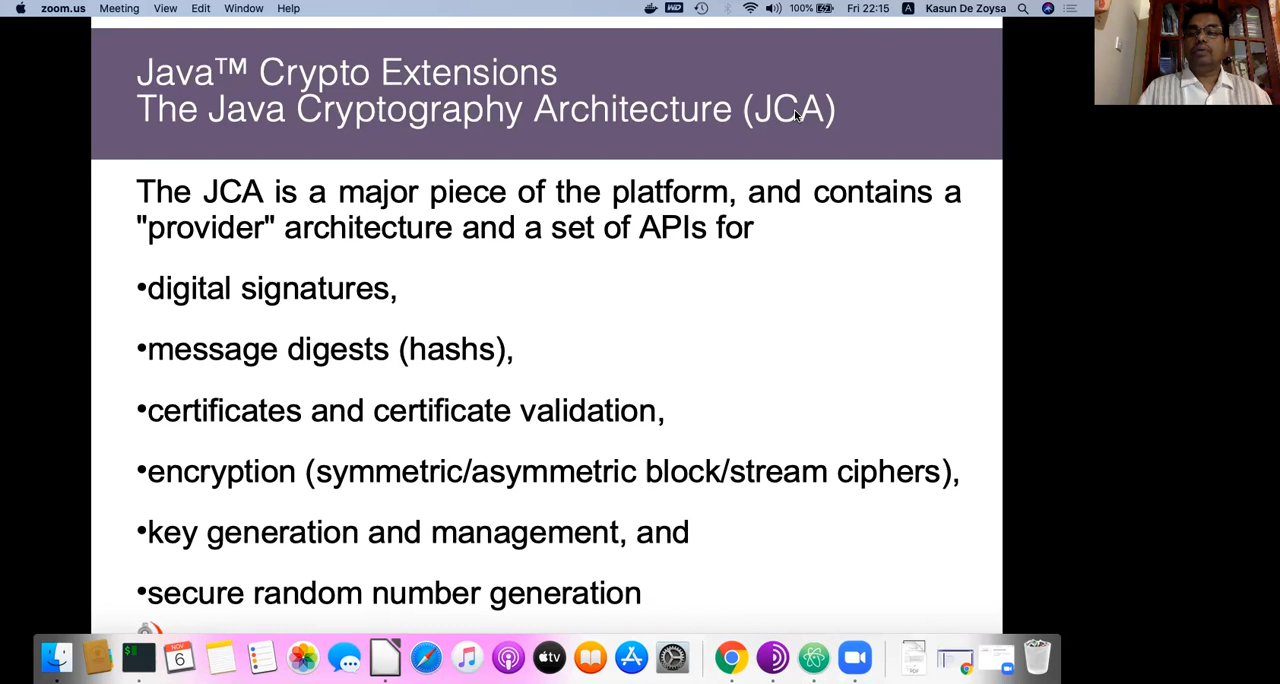 zoom.us Meeting View Edit Window Help 100% Fri 22:15 A Kasun De Zoysa
Java™ Crypto Extensions
The Java Cryptography Architecture (JCA)
The JCA is a major piece of the platform, and contains a
"provider" architecture and a set of APIs for
•digital signatures,
•message digests (hashs),
•certificates and certificate validation,
•encryption (symmetric/asymmetric block/stream ciphers),
•key generation and management, and
•secure random number generation
NOV
6
tv